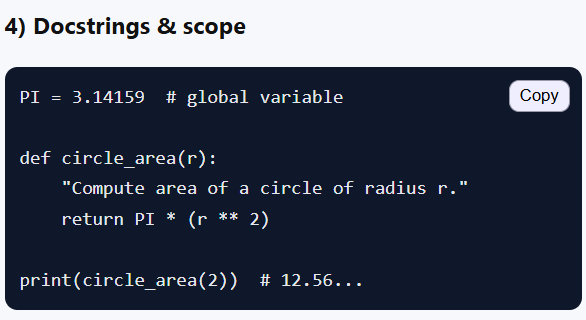 4) Docstrings & scope
PI = 3.14159  # global variable
Copy
def circle_area(r):
    "Compute area of a circle of radius r."
    return PI * (r ** 2)
print(circle_area(2))  # 12.56...